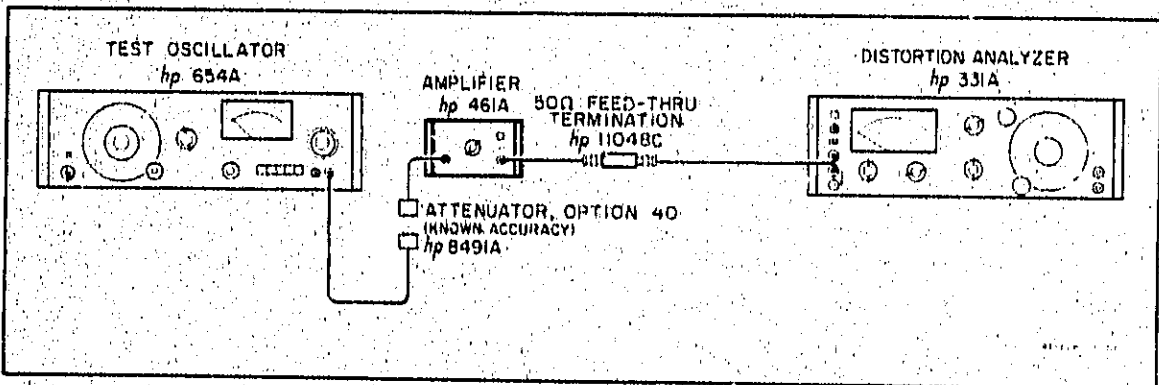 TEST OSCILLATOR
hp 654A
AMPLIFIER
hp 461A
50Ω FEED-THRU
TERMINATION
hp 11048C
DISTORTION ANALYZER
hp 331A
ATTENUATOR, OPTION 40
(KNOWN ACCURACY)
hp 8491A